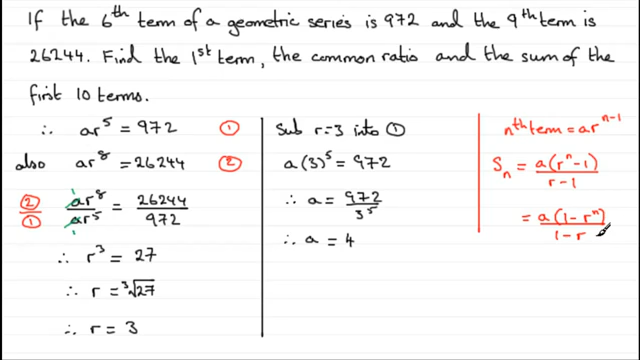 If the 6th term of a geometric series is 972 and the 9th term is
26244. Find the 1st term, the common ratio and the sum of the
first 10 terms.
∴ ar⁵ = 972 ①
also ar⁸ = 26244 ②
②/① ar⁸/ar⁵ = 26244/972
∴ r³ = 27
∴ r = ³√27
∴ r = 3
Sub r=3 into ①
a(3)⁵ = 972
∴ a = 972/3⁵
∴ a = 4
nth term = arⁿ⁻¹
Sₙ = a(rⁿ-1)/r-1
= a(1-rⁿ)/1-r